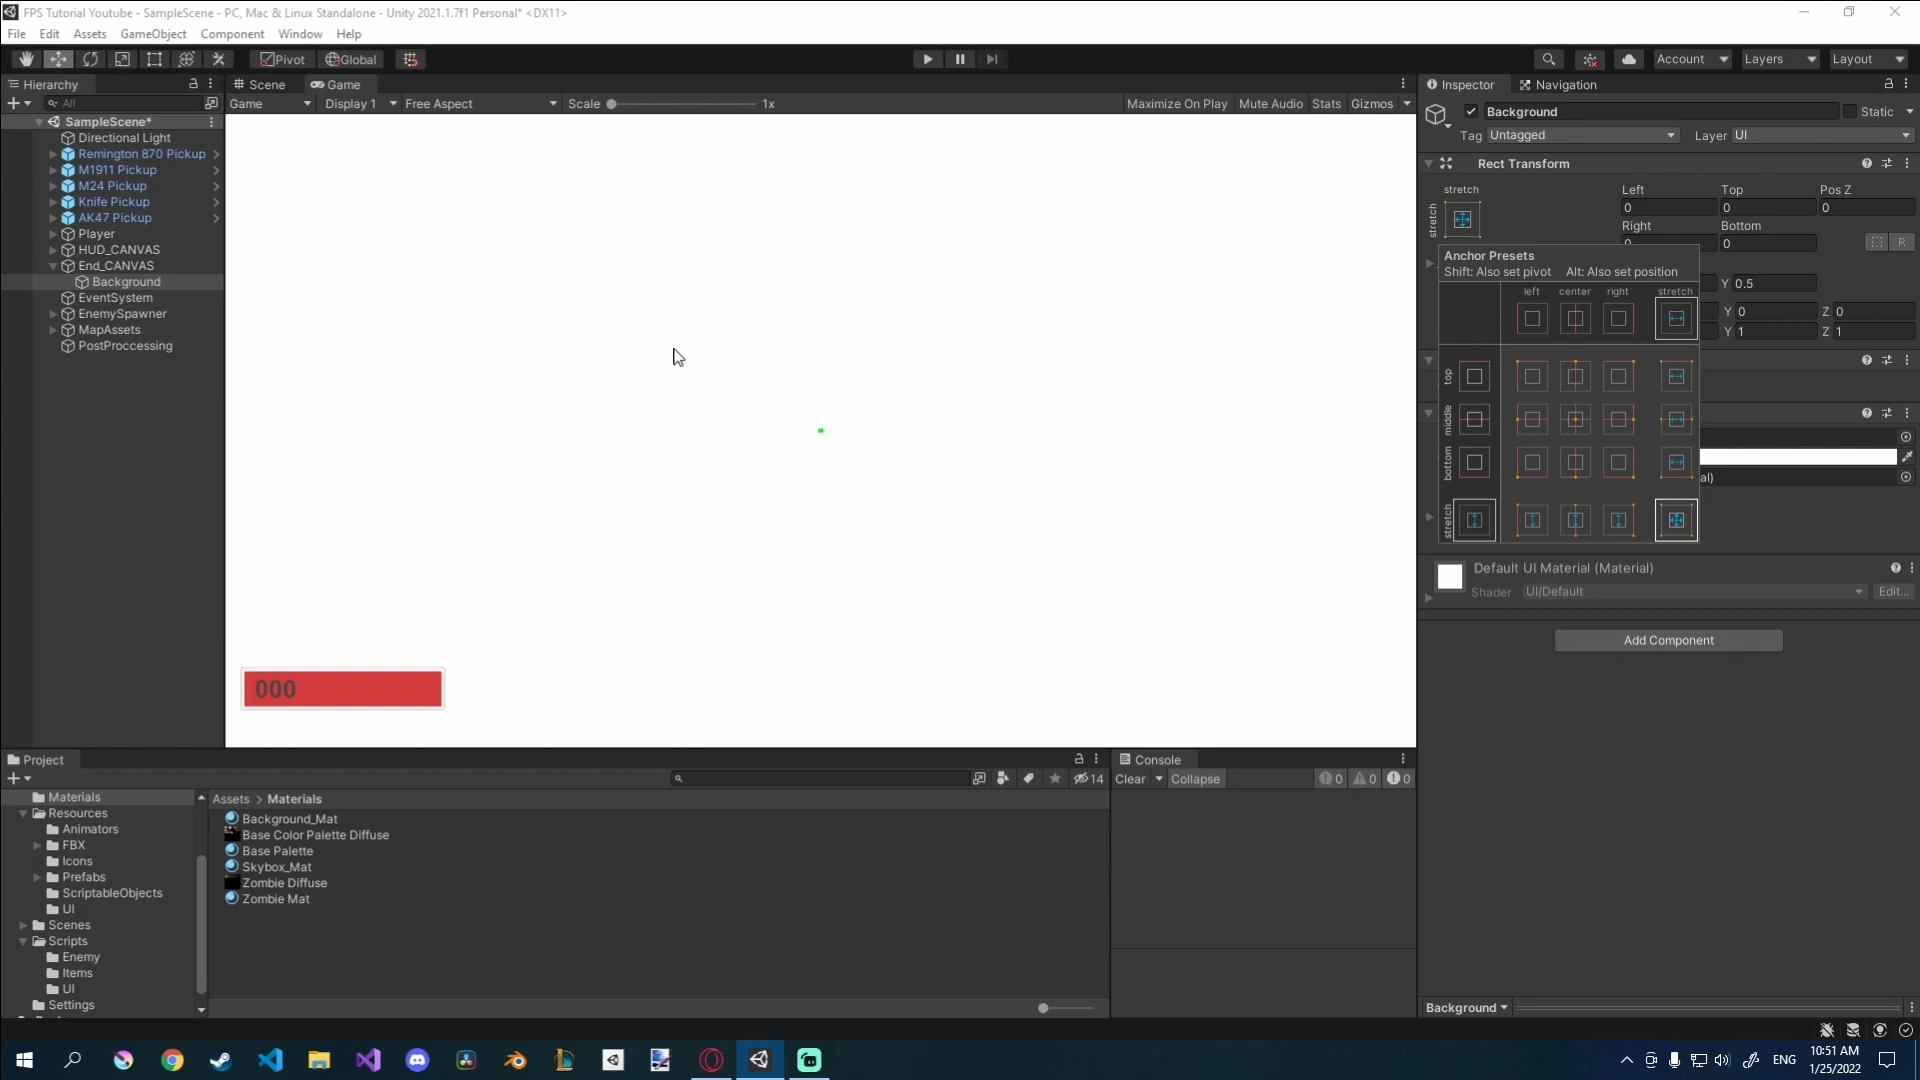 FPS Tutorial Youtube - SampleScene - PC, Mac & Linux Standalone - Unity 2021.1.7f1 Personal* <DX11>
File Edit Assets GameObject Component Window Help
Pivot Global Account Layers Layout
Hierarchy
All
SampleScene*
Directional Light
Remington 870 Pickup
M1911 Pickup
M24 Pickup
Knife Pickup
AK47 Pickup
Player
HUD_CANVAS
End_CANVAS
Background
EventSystem
EnemySpawner
MapAssets
PostProccessing
Scene Game
Game Display 1 Free Aspect Scale 1x Maximize On Play Mute Audio Stats Gizmos
000
Inspector Navigation
Background Static
Tag Untagged Layer UI
Rect Transform
stretch Left Top Pos Z
stretch 0 0 0
Right Bottom
0 0 R
Anchor Presets
Shift: Also set pivot Alt: Also set position
Y 0.5
left center right stretch
Y 0 Z 0
Y 1 Z 1
top
middle
bottom
al)
stretch
Default UI Material (Material)
Shader UI/Default Edit...
Add Component
Background
Project
14
Materials
Resources
Animators
FBX
Icons
Prefabs
ScriptableObjects
UI
Scenes
Scripts
Enemy
Items
UI
Settings
Assets > Materials
Background_Mat
Base Color Palette Diffuse
Base Palette
Skybox_Mat
Zombie Diffuse
Zombie Mat
Console
Clear Collapse 0 0 0
ENG 10:51 AM
1/25/2022